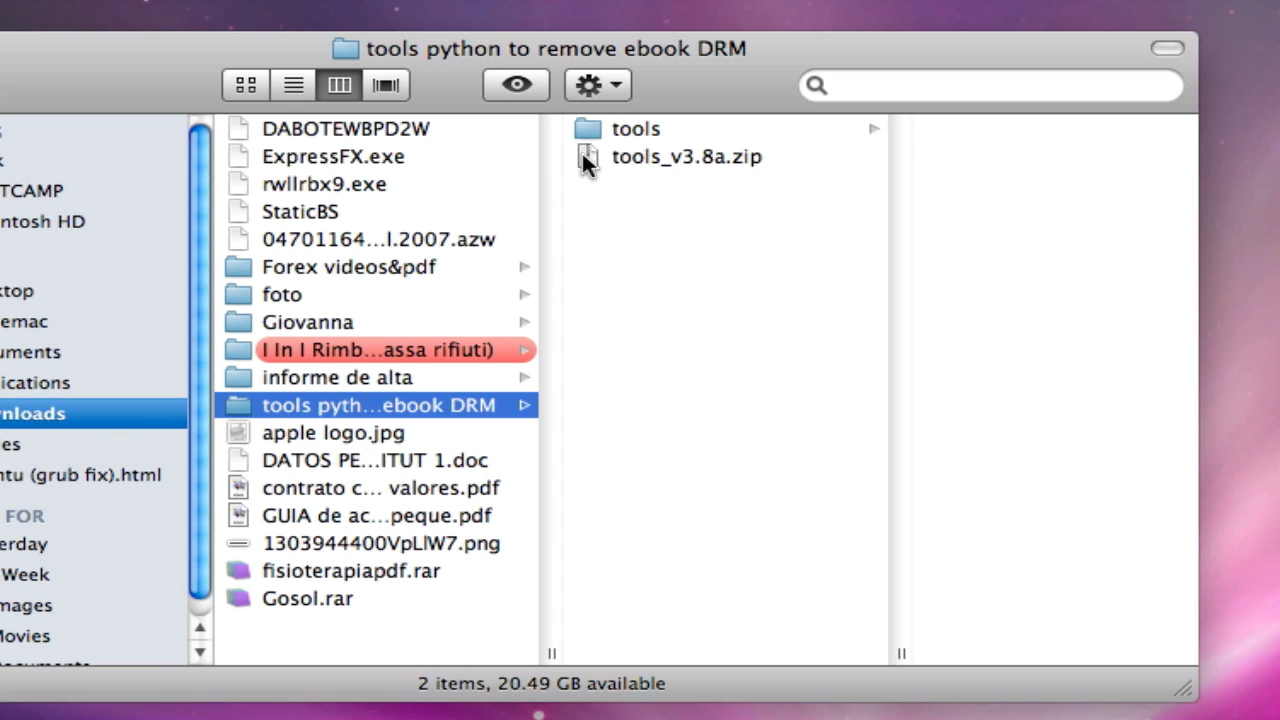 tools python to remove ebook DRM
S
k
TCAMP
ntosh HD
ktop
emac
uments
ications
nloads
es
ntu (grub fix).html
FOR
erday
Week
mages
Movies
DABOTEWBPD2W
ExpressFX.exe
rwllrbx9.exe
StaticBS
04701164...l.2007.azw
Forex videos&pdf
foto
Giovanna
I In I Rimb...assa rifiuti)
informe de alta
tools pyth...ebook DRM
apple logo.jpg
DATOS PE...ITUT 1.doc
contrato c... valores.pdf
GUIA de ac...peque.pdf
1303944400VpLlW7.png
fisioterapiapdf.rar
Gosol.rar
tools
tools_v3.8a.zip
2 items, 20.49 GB available